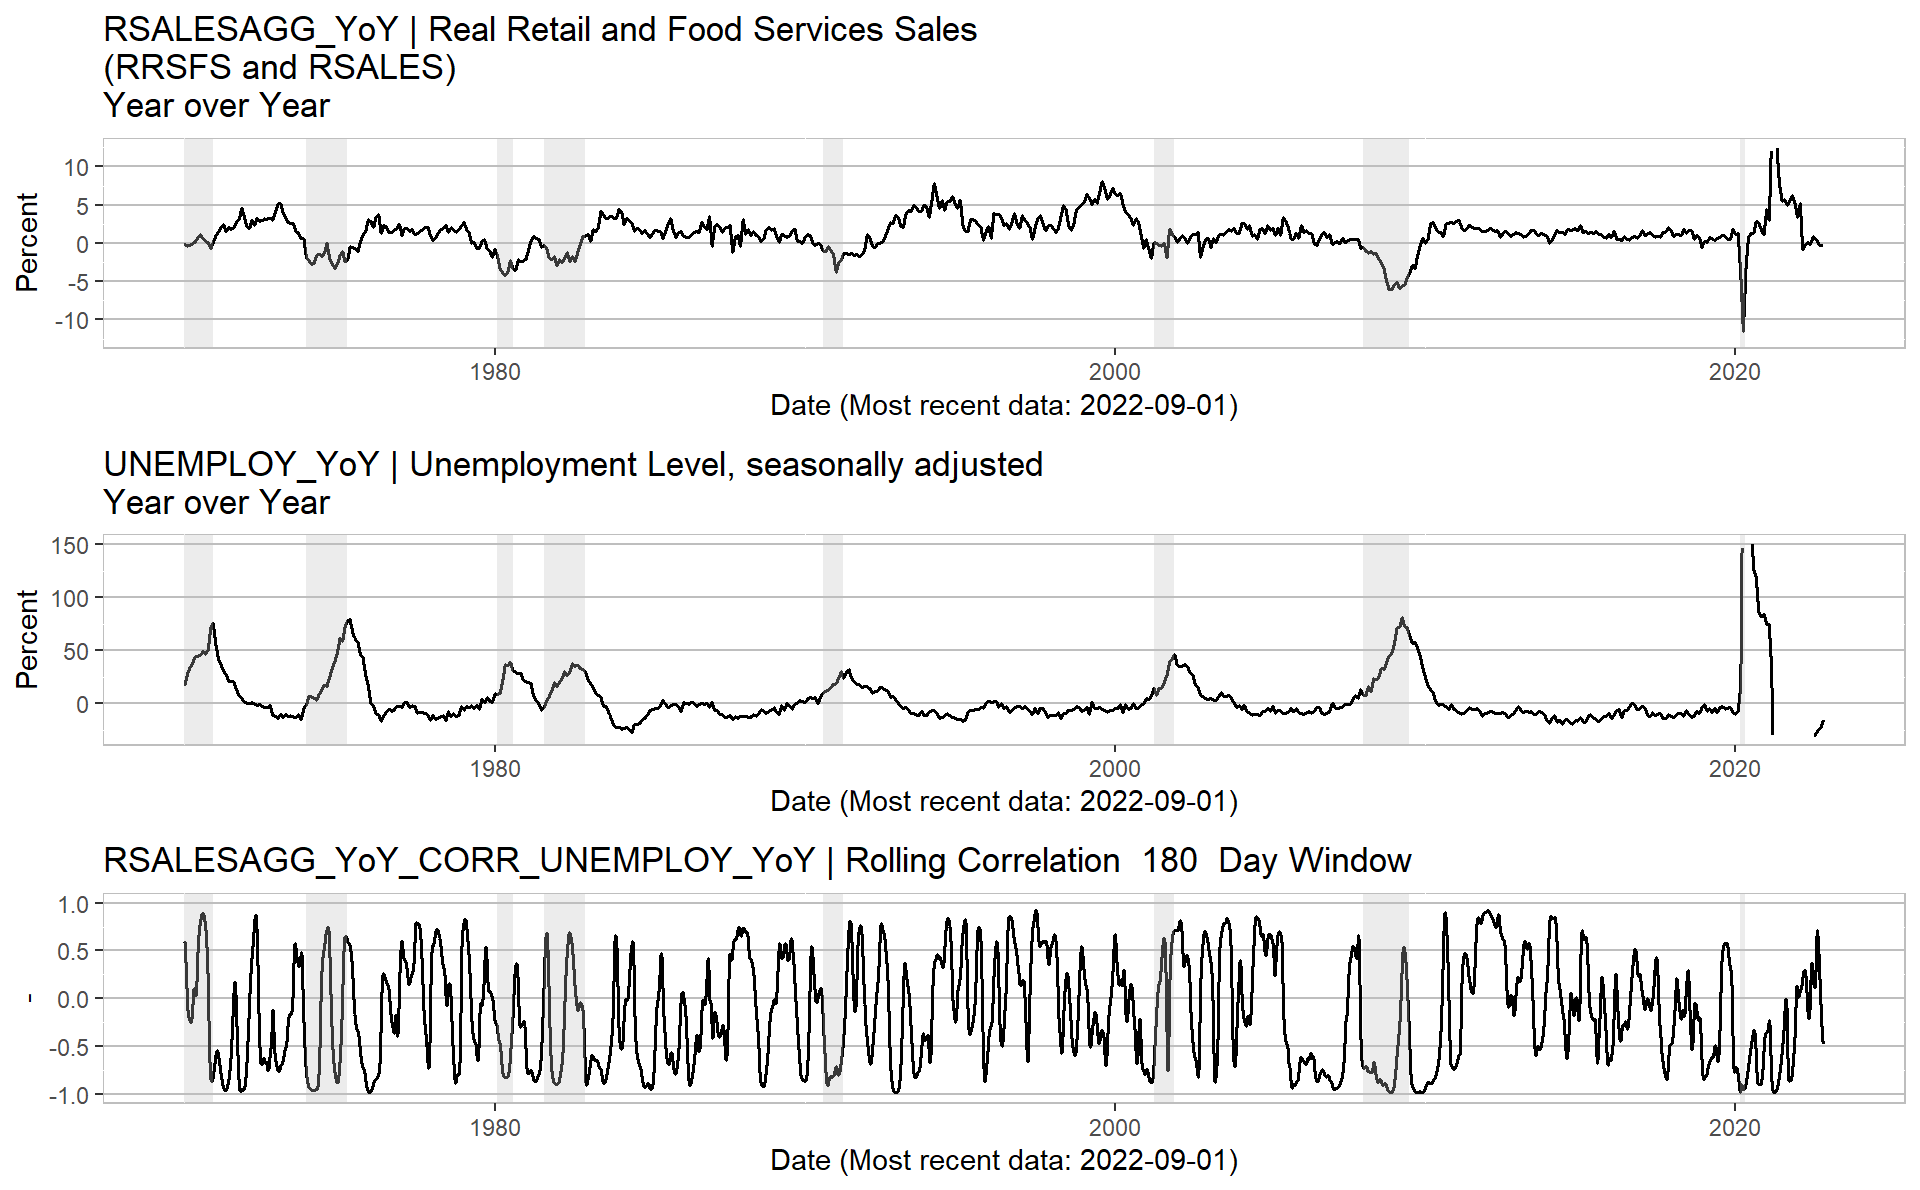 RSALESAGG_YoY | Real Retail and Food Services Sales
(RRSFS and RSALES)
Year over Year
10
5
0
-5
-10
Percent
1980
2000
2020
Date (Most recent data: 2022-09-01)
UNEMPLOY_YoY | Unemployment Level, seasonally adjusted
Year over Year
150
100
50
0
Percent
1980
2000
2020
Date (Most recent data: 2022-09-01)
RSALESAGG_YoY_CORR_UNEMPLOY_YoY | Rolling Correlation  180  Day Window
1.0
0.5
0.0
-0.5
-1.0
-
1980
2000
2020
Date (Most recent data: 2022-09-01)